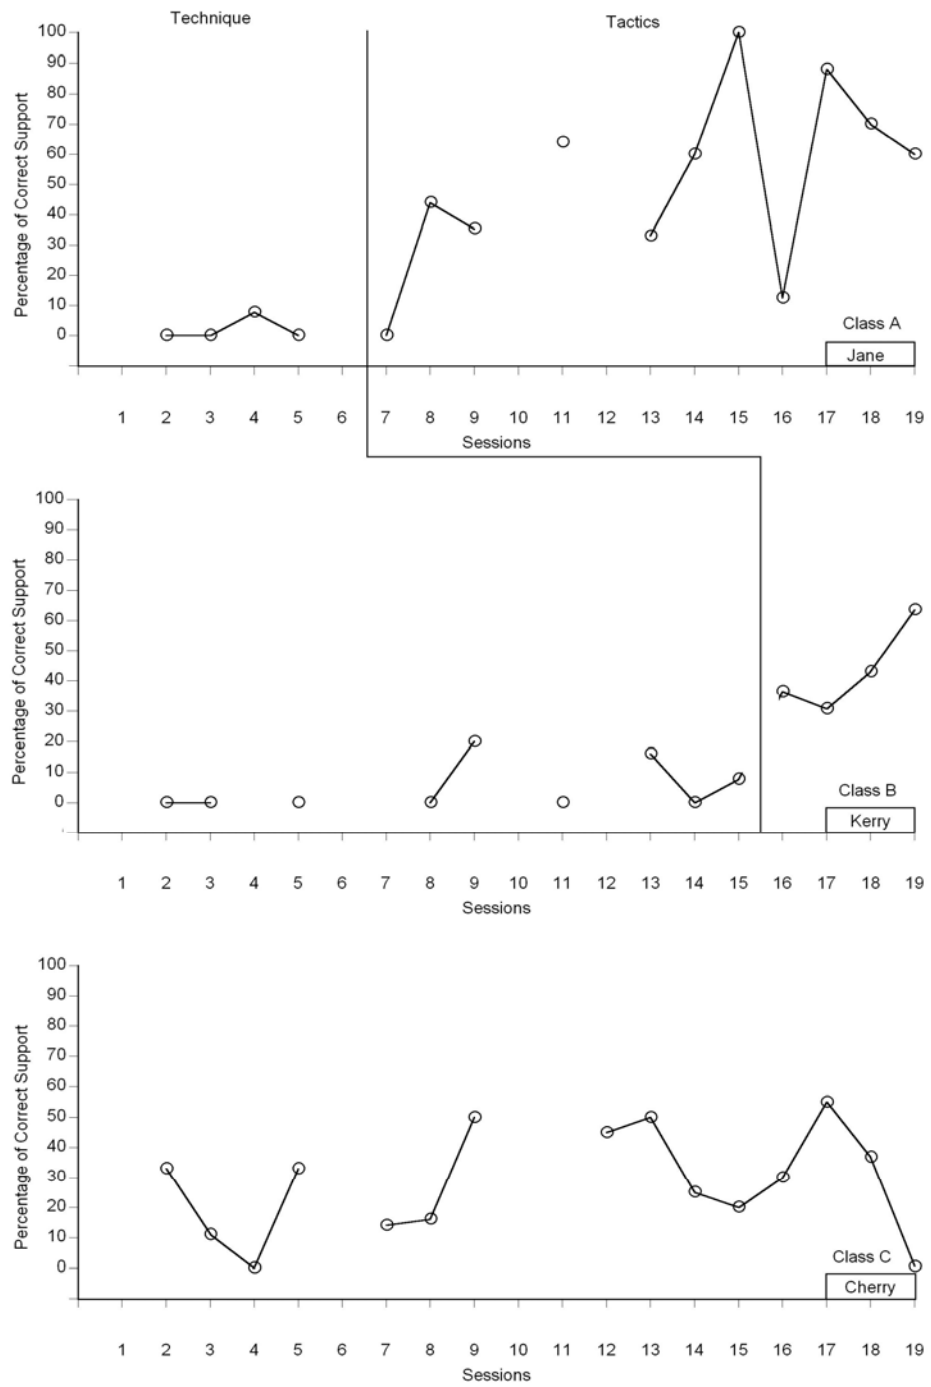 Technique Tactics
Percentage of Correct Support
100
90
80
70
60
50
40
30
20
10
0
Class A
Jane
1 2 3 4 5 6 7 8 9 10 11 12 13 14 15 16 17 18 19
Sessions
Percentage of Correct Support
100
90
80
70
60
50
40
30
20
10
0
Class B
Kerry
1 2 3 4 5 6 7 8 9 10 11 12 13 14 15 16 17 18 19
Sessions
Percentage of Correct Support
100
90
80
70
60
50
40
30
20
10
0
Class C
Cherry
1 2 3 4 5 6 7 8 9 10 11 12 13 14 15 16 17 18 19
Sessions